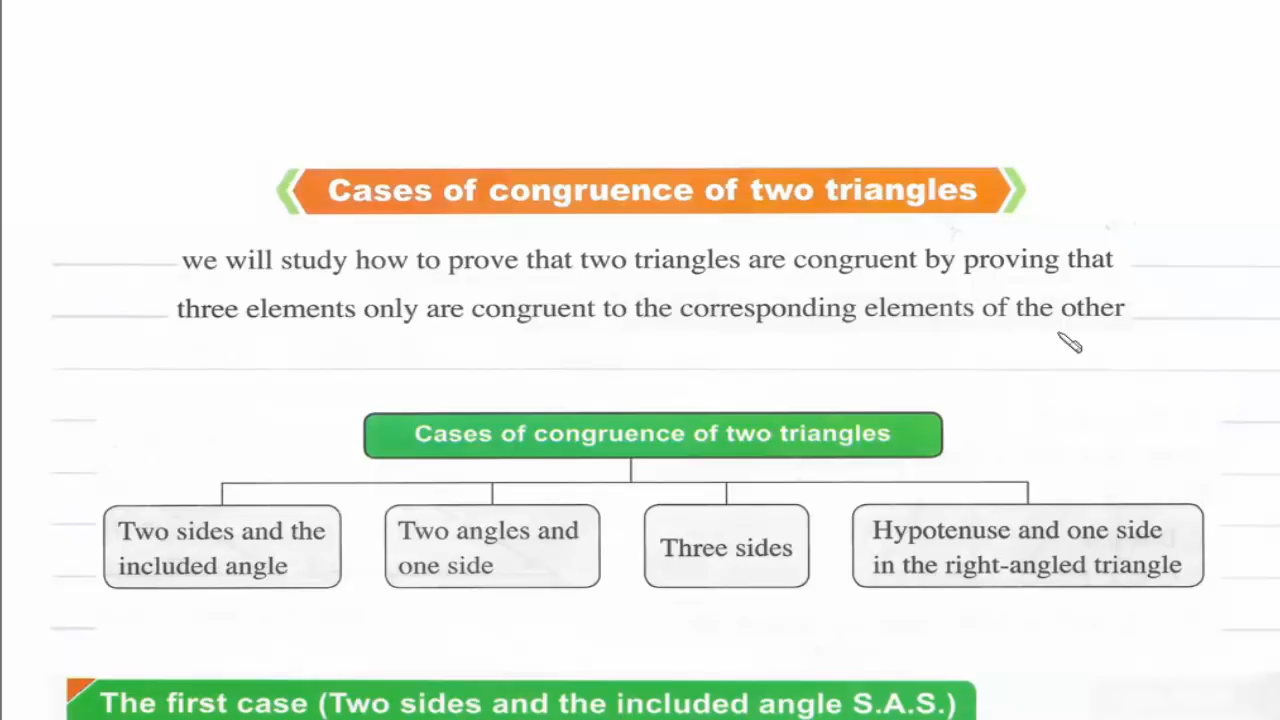 Cases of congruence of two triangles
we will study how to prove that two triangles are congruent by proving that
three elements only are congruent to the corresponding elements of the other
Cases of congruence of two triangles
Two sides and the
included angle
Two angles and
one side
Three sides
Hypotenuse and one side
in the right-angled triangle
The first case (Two sides and the included angle S.A.S.)